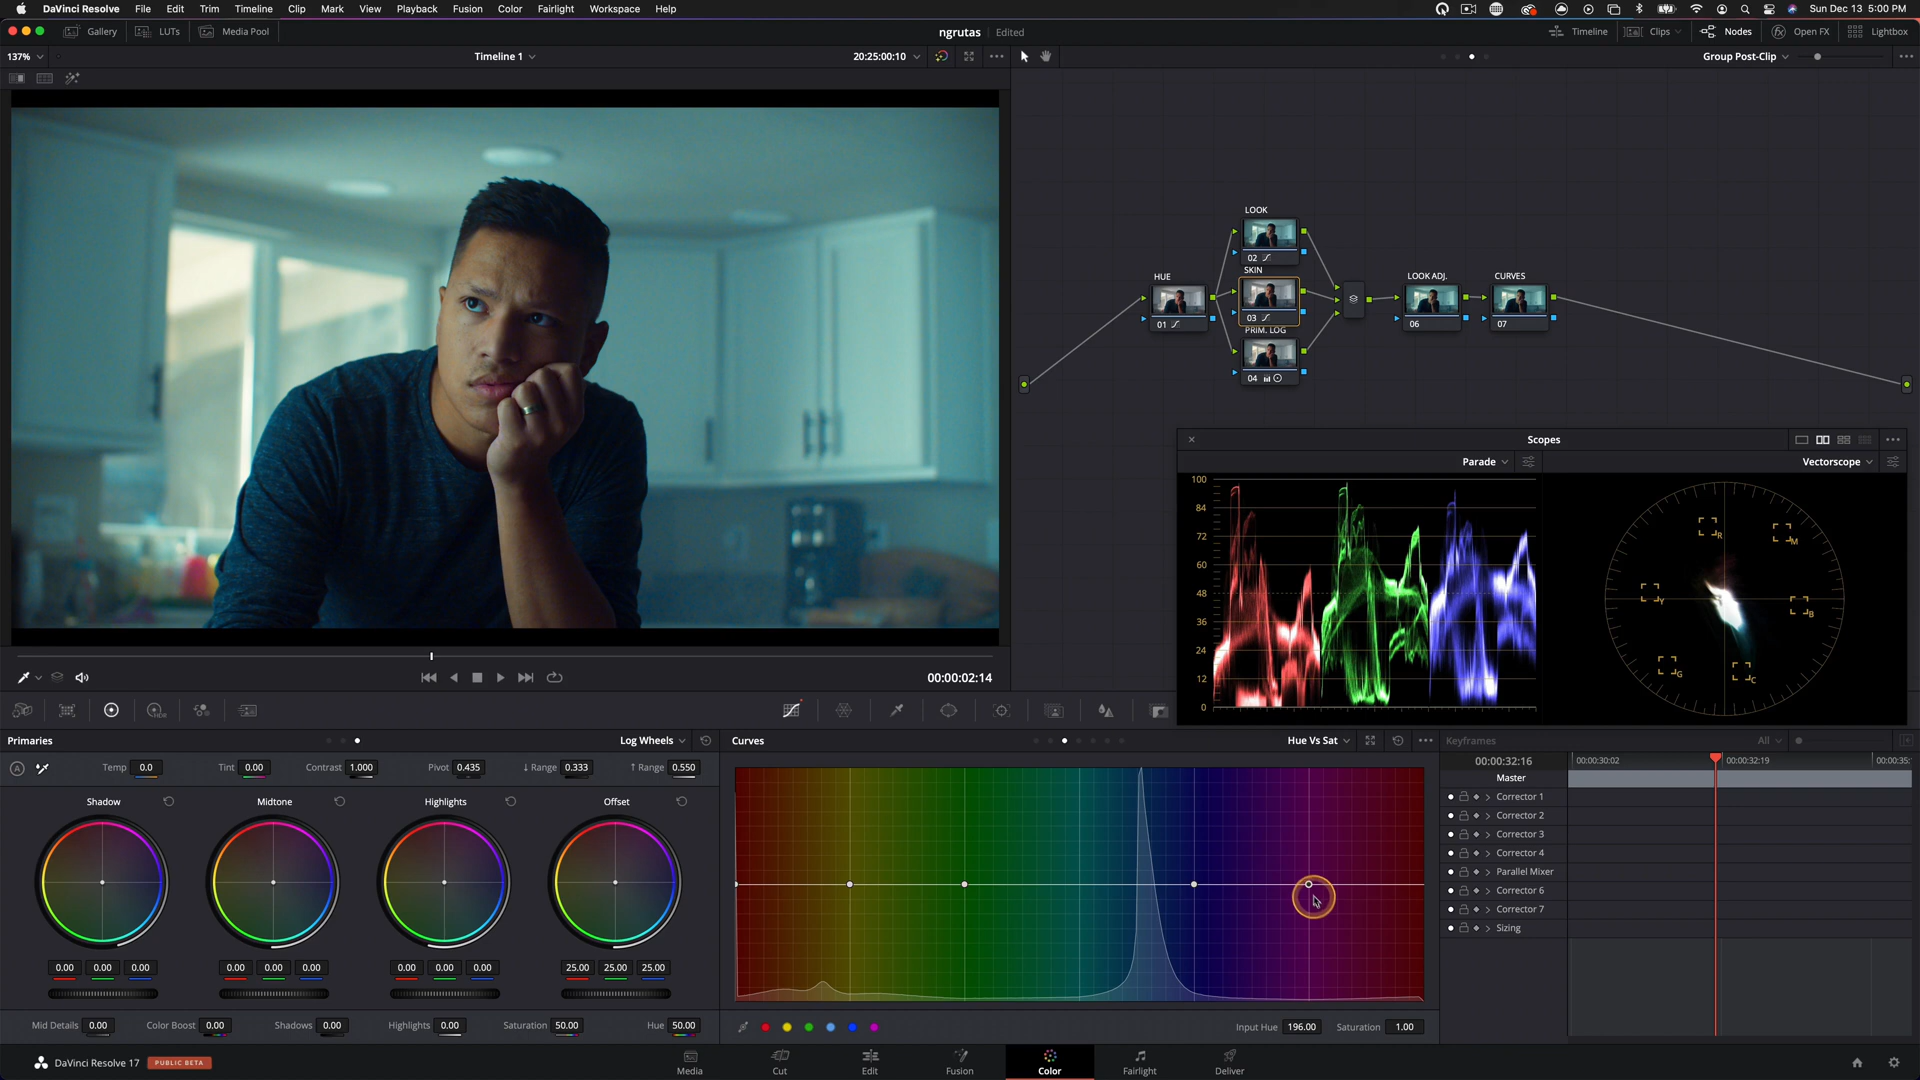 DaVinci Resolve File Edit Trim Timeline Clip Mark View Playback Fusion Color Fairlight Workspace Help Sun Dec 13 5:00 PM
Gallery LUTs Media Pool ngrutas Edited Timeline Clips Nodes Open FX Lightbox
137% Timeline 1 20:25:00:10 Group Post-Clip
LOOK
02
HUE
01
SKIN
03
PRIM. LOG
04
LOOK ADJ.
06
CURVES
07
Scopes
Parade Vectorscope
100
84
72
60
48
36
24
12
0
R
M
Y
B
G
C
00:00:02:14
Primaries Log Wheels Curves Hue Vs Sat Keyframes All
Temp 0.0 Tint 0.00 Contrast 1.000 Pivot 0.435 ↓ Range 0.333 ↑ Range 0.550
00:00:32:16 00:00:30:02 00:00:32:19 00:00:35:
Master
Shadow Midtone Highlights Offset
Corrector 1
Corrector 2
Corrector 3
Corrector 4
Parallel Mixer
Corrector 6
Corrector 7
Sizing
0.00 0.00 0.00 0.00 0.00 0.00 0.00 0.00 0.00 25.00 25.00 25.00
Mid Details 0.00 Color Boost 0.00 Shadows 0.00 Highlights 0.00 Saturation 50.00 Hue 50.00
Input Hue 196.00 Saturation 1.00
DaVinci Resolve 17 PUBLIC BETA
Media Cut Edit Fusion Color Fairlight Deliver